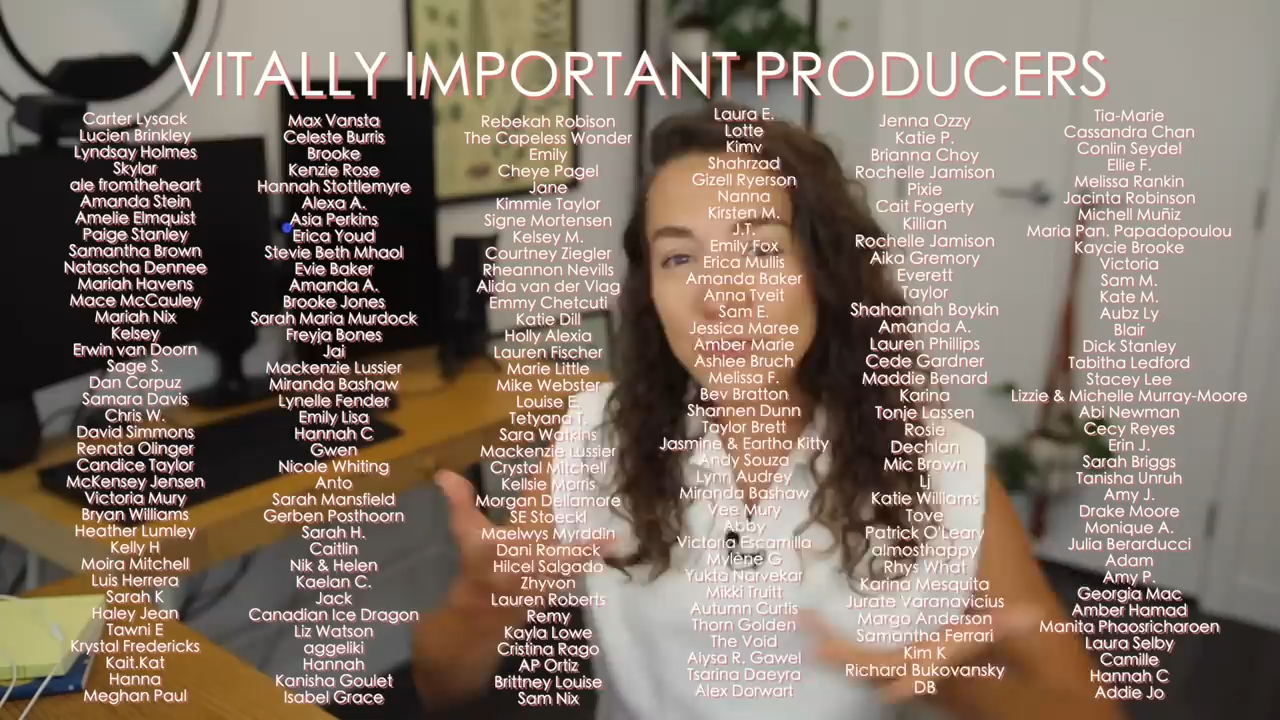 VITALLY IMPORTANT PRODUCERS
Carter Lysack
Lucien Brinkley
Lyndsay Holmes
Skylar
ale fromtheheart
Amanda Stein
Amelie Elmquist
Paige Stanley
Samantha Brown
Natascha Dennee
Mariah Havens
Mace McCauley
Mariah Nix
Kelsey
Erwin van Doorn
Sage S.
Dan Corpuz
Samara Davis
Chris W.
David Simmons
Renata Olinger
Candice Taylor
McKensey Jensen
Victoria Mury
Bryan Williams
Heather Lumley
Kelly H
Moira Mitchell
Luis Herrera
Sarah K
Haley Jean
Tawni E
Krystal Fredericks
Kait.Kat
Hanna
Meghan Paul
Max Vansta
Celeste Burris
Brooke
Kenzie Rose
Hannah Stottlemyre
Alexa A.
Asia Perkins
Erica Youd
Stevie Beth Mhaol
Evie Baker
Amanda A.
Brooke Jones
Sarah Maria Murdock
Freyja Bones
Jai
Mackenzie Lussier
Miranda Bashaw
Lynelle Fender
Emily Lisa
Hannah C
Gwen
Nicole Whiting
Anto
Sarah Mansfield
Gerben Posthoorn
Sarah H.
Caitlin
Nik & Helen
Kaelan C.
Jack
Canadian Ice Dragon
Liz Watson
aggeliki
Hannah
Kanisha Goulet
Isabel Grace
Rebekah Robison
The Capeless Wonder
Emily
Cheye Pagel
Jane
Kimmie Taylor
Signe Mortensen
Kelsey M.
Courtney Ziegler
Rheannon Nevills
Alida van der Vlag
Emmy Chetcuti
Katie Dill
Holly Alexia
Lauren Fischer
Marie Little
Mike Webster
Louise E.
Tetyana T.
Sara Watkins
Mackenzie Lussier
Crystal Mitchell
Kellsie Morris
Morgan Dellamore
SE Stoeckl
Maelwys Myrddin
Dani Romack
Hilcel Salgado
Zhyvon
Lauren Roberts
Remy
Kayla Lowe
Cristina Rago
AP Ortiz
Brittney Louise
Sam Nix
Laura E.
Lotte
Kimv
Shahrzad
Gizell Ryerson
Nanna
Kirsten M.
J.T.
Emily Fox
Erica Mullis
Amanda Baker
Anna Tveit
Sam E.
Jessica Maree
Amber Marie
Ashlee Bruch
Melissa F.
Bev Bratton
Shannen Dunn
Taylor Brett
Jasmine & Eartha Kitty
Andy Souza
Lynn Audrey
Miranda Bashaw
Vee Mury
Abby
Victoria Escamilla
Mylène G
Yukta Narvekar
Mikki Truitt
Autumn Curtis
Thorn Golden
The Void
Alysa R. Gawel
Tsarina Daeyra
Alex Dorwart
Jenna Ozzy
Katie P.
Brianna Choy
Rochelle Jamison
Pixie
Cait Fogerty
Killian
Rochelle Jamison
Aika Gremory
Everett
Taylor
Shahannah Boykin
Amanda A.
Lauren Phillips
Cede Gardner
Maddie Benard
Karina
Tonje Lassen
Rosie
Dechlan
Mic Brown
Lj
Katie Williams
Tove
Patrick O'Leary
almosthappy
Rhys What
Karina Mesquita
Jurate Varanavicius
Margo Anderson
Samantha Ferrari
Kim K
Richard Bukovansky
DB
Tia-Marie
Cassandra Chan
Conlin Seydel
Ellie F.
Melissa Rankin
Jacinta Robinson
Michell Muñiz
Maria Pan. Papadopoulou
Kaycie Brooke
Victoria
Sam M.
Kate M.
Aubz Ly
Blair
Dick Stanley
Tabitha Ledford
Stacey Lee
Lizzie & Michelle Murray-Moore
Abi Newman
Cecy Reyes
Erin J.
Sarah Briggs
Tanisha Unruh
Amy J.
Drake Moore
Monique A.
Julia Berarducci
Adam
Amy P.
Georgia Mac
Amber Hamad
Manita Phaosricharoen
Laura Selby
Camille
Hannah C
Addie Jo